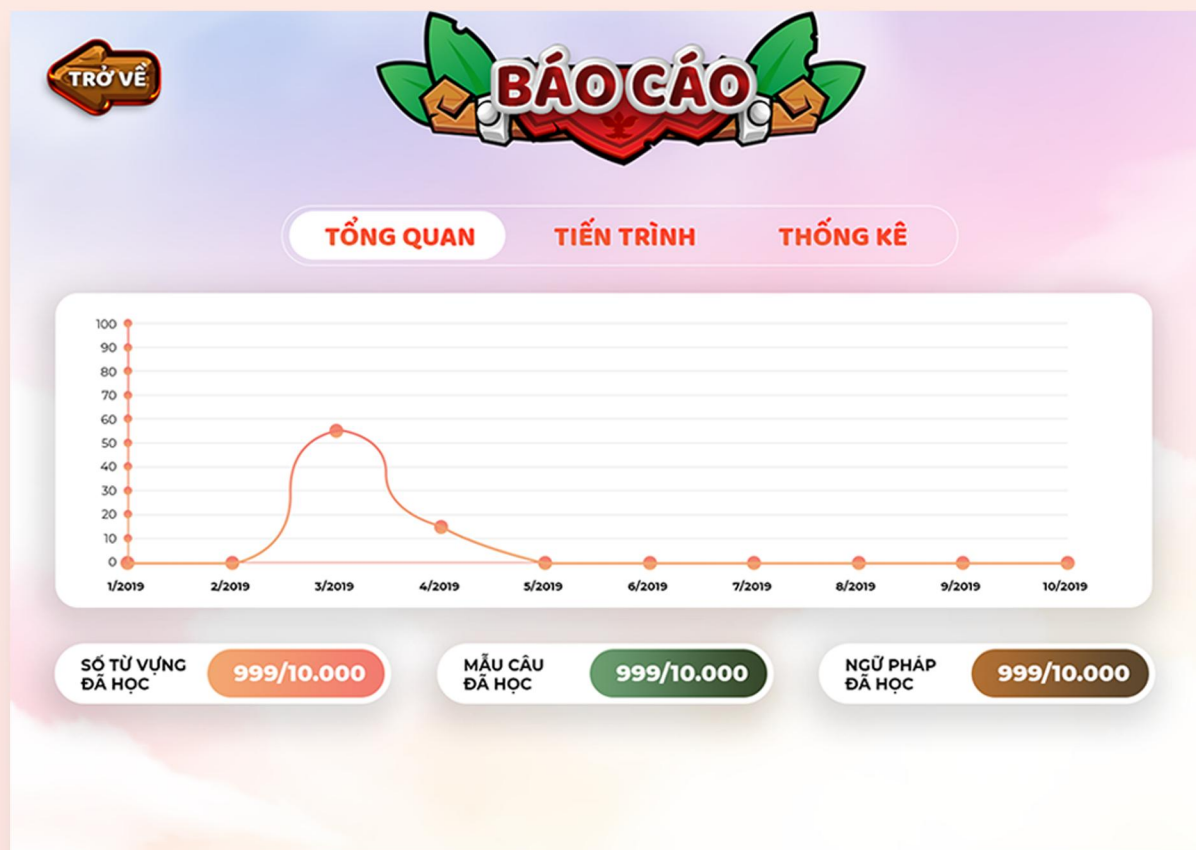 TRỞ VỀ
BÁO CÁO
TỔNG QUAN TIẾN TRÌNH THỐNG KÊ
100
90
80
70
60
50
40
30
20
10
0
1/2019 2/2019 3/2019 4/2019 5/2019 6/2019 7/2019 8/2019 9/2019 10/2019
SỐ TỪ VỰNG
ĐÃ HỌC
999/10.000
MẪU CÂU
ĐÃ HỌC
999/10.000
NGỮ PHÁP
ĐÃ HỌC
999/10.000